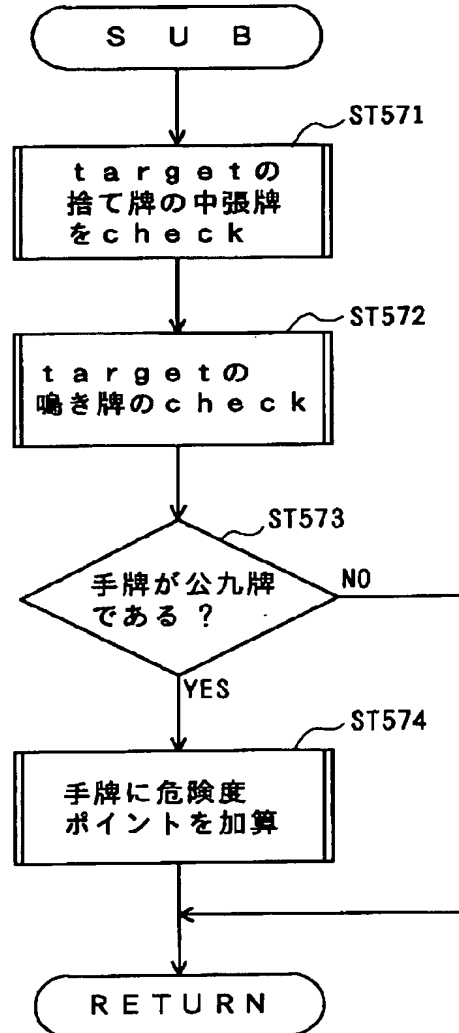 SUB
ST571
targetの
捨て牌の中張牌
をcheck
ST572
targetの
鳴き牌のcheck
ST573
手牌が公九牌
である?
NO
YES
ST574
手牌に危険度
ポイントを加算
RETURN